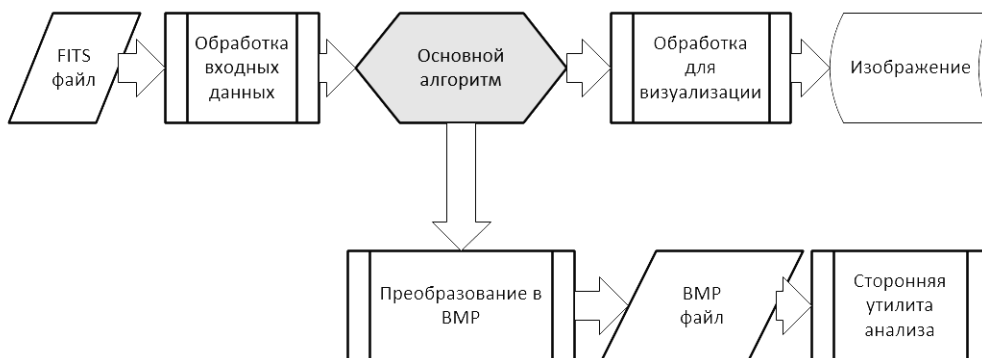 FITS
файл
Обработка
входных
данных
Основной
алгоритм
Обработка
для
визуализации
Изображение
Преобразование в
BMP
BMP
файл
Сторонняя
утилита
анализа